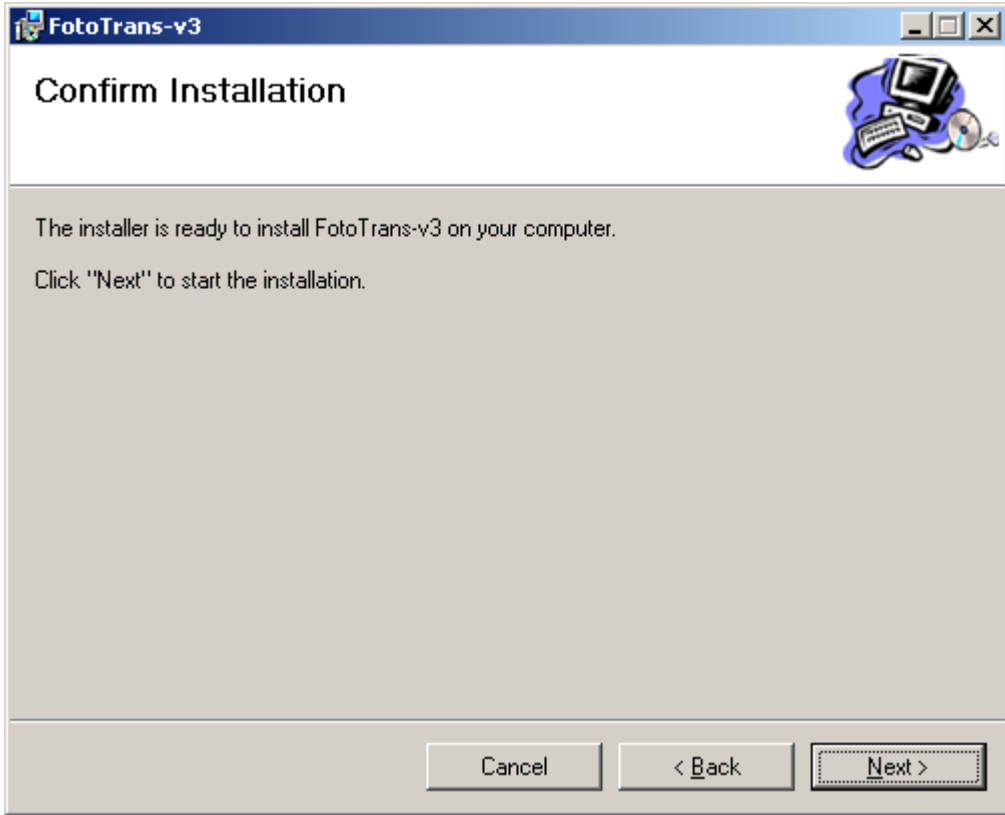 FotoTrans-v3
Confirm Installation
The installer is ready to install FotoTrans-v3 on your computer.
Click "Next" to start the installation.
Cancel
< Back
Next >